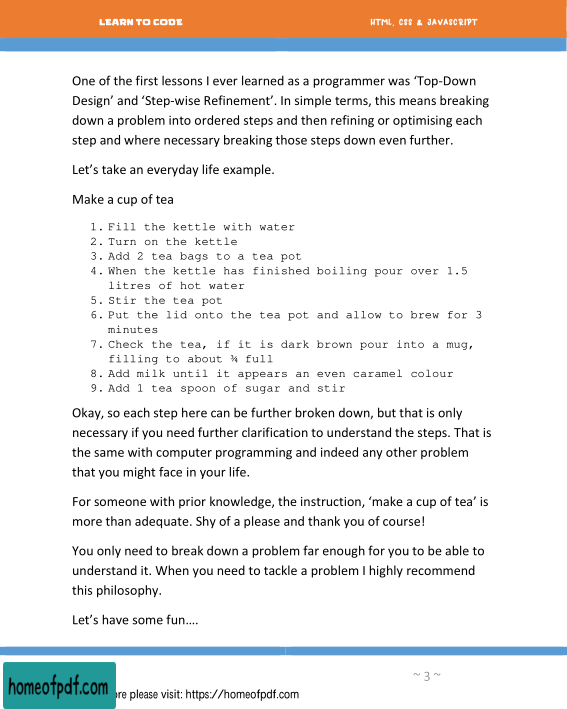 LEARN TO CODE
HTML, CSS & JAVASCRIPT
One of the first lessons I ever learned as a programmer was ‘Top-Down
Design’ and ‘Step-wise Refinement’. In simple terms, this means breaking
down a problem into ordered steps and then refining or optimising each
step and where necessary breaking those steps down even further.
Let’s take an everyday life example.
Make a cup of tea
1. Fill the kettle with water
2. Turn on the kettle
3. Add 2 tea bags to a tea pot
4. When the kettle has finished boiling pour over 1.5
litres of hot water
5. Stir the tea pot
6. Put the lid onto the tea pot and allow to brew for 3
minutes
7. Check the tea, if it is dark brown pour into a mug,
filling to about ¾ full
8. Add milk until it appears an even caramel colour
9. Add 1 tea spoon of sugar and stir
Okay, so each step here can be further broken down, but that is only
necessary if you need further clarification to understand the steps. That is
the same with computer programming and indeed any other problem
that you might face in your life.
For someone with prior knowledge, the instruction, ‘make a cup of tea’ is
more than adequate. Shy of a please and thank you of course!
You only need to break down a problem far enough for you to be able to
understand it. When you need to tackle a problem I highly recommend
this philosophy.
Let’s have some fun….
~ 3 ~
homeofpdf.com
please visit: https://homeofpdf.com